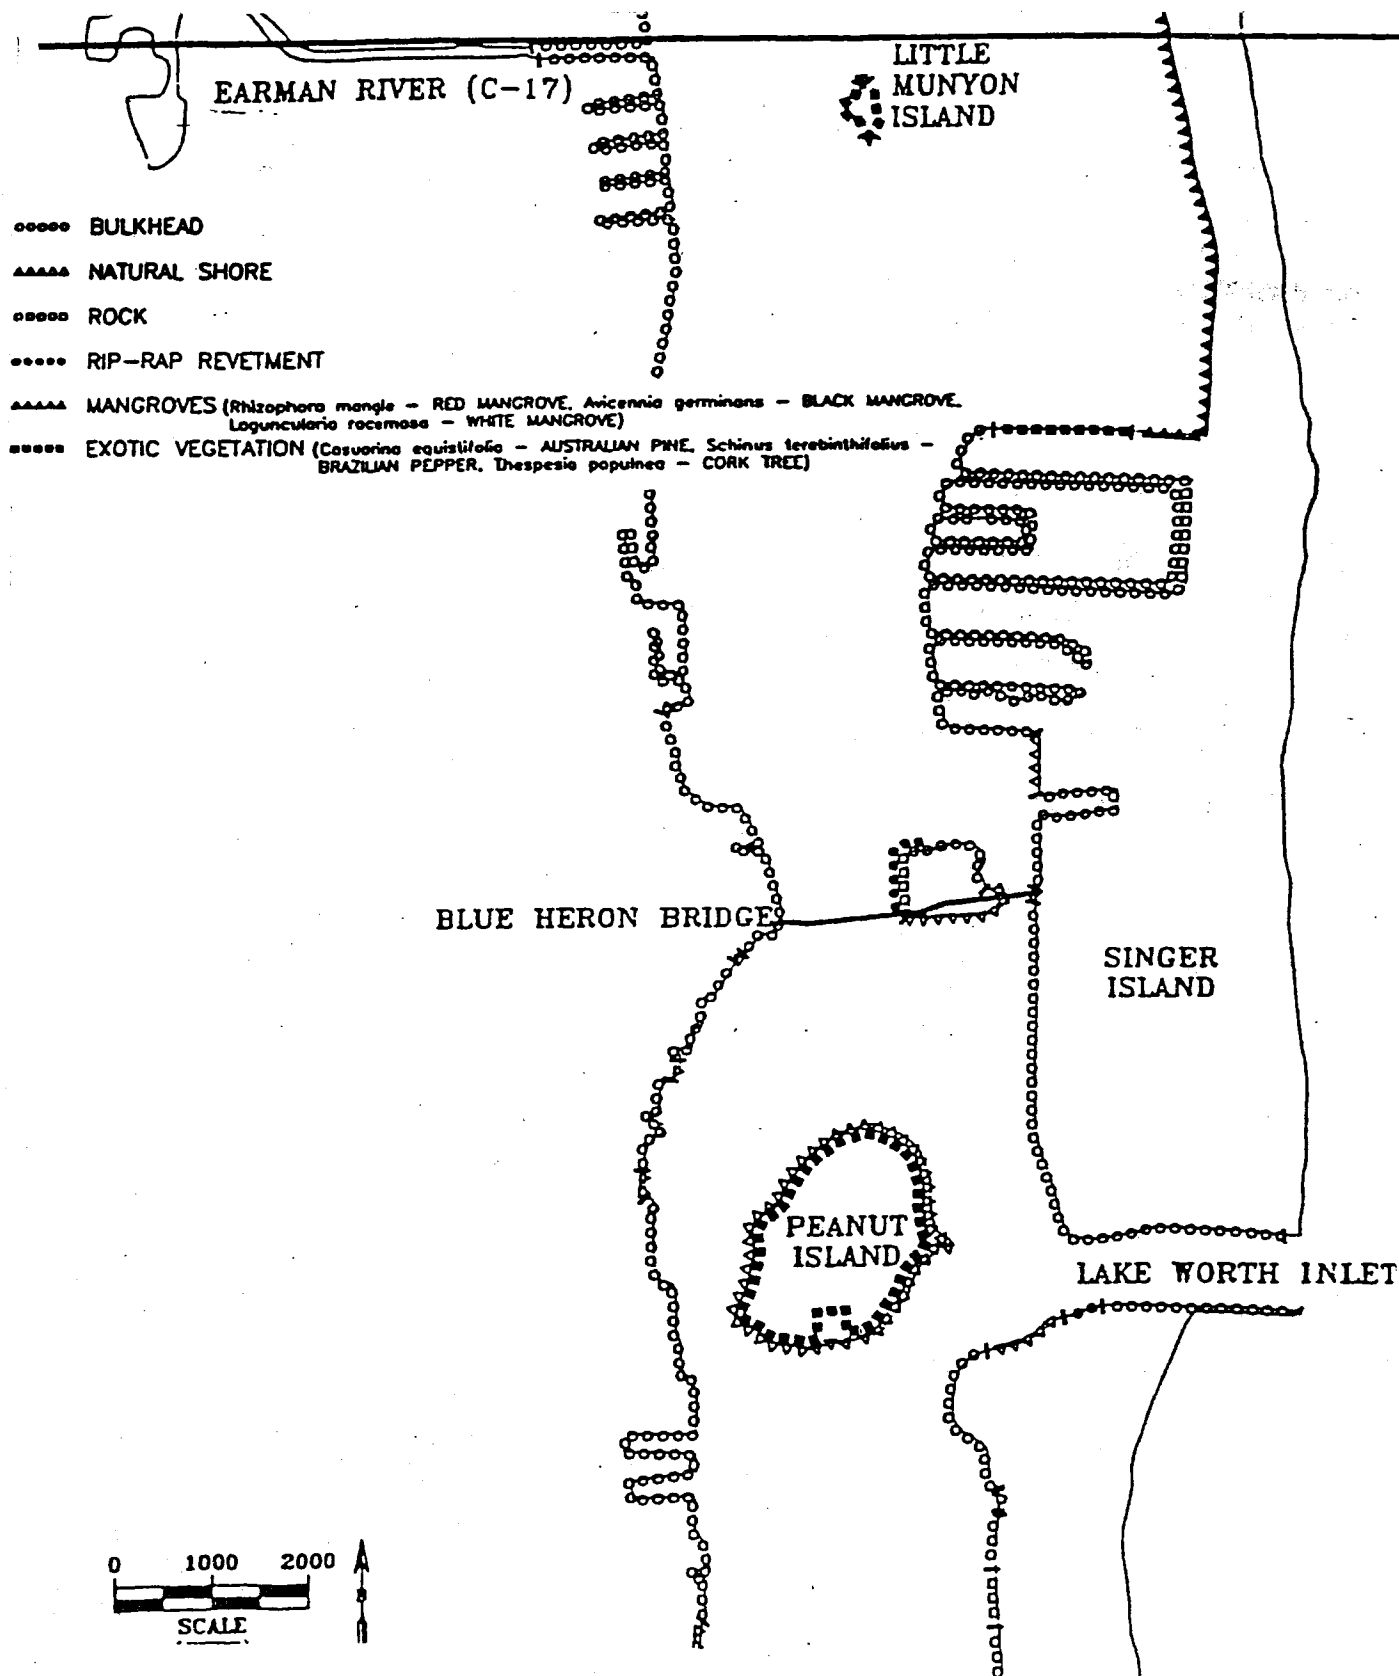 LITTLE
MUNYON
ISLAND
EARMAN RIVER (C-17)
BULKHEAD
NATURAL SHORE
ROCK
RIP-RAP REVETMENT
MANGROVES (Rhizophora mangle - RED MANGROVE, Avicennia germinans - BLACK MANGROVE,
Laguncularia racemosa - WHITE MANGROVE)
EXOTIC VEGETATION (Casuarina equistifolia - AUSTRALIAN PINE, Schinus terebinthifolius -
BRAZILIAN PEPPER, Thespesia populnea - CORK TREE)
BLUE HERON BRIDGE
SINGER
ISLAND
PEANUT
ISLAND
LAKE WORTH INLET
0 1000 2000
SCALE